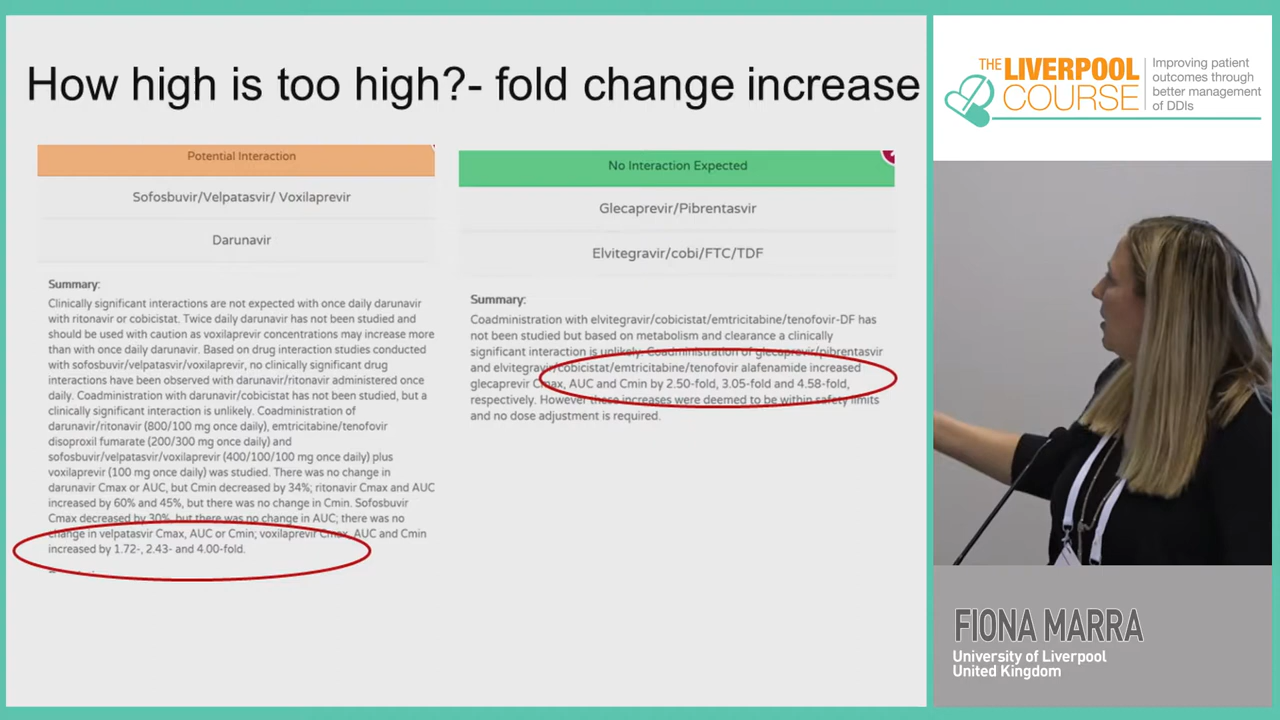 How high is too high?- fold change increase
Potential Interaction
Sofosbuvir/Velpatasvir/ Voxilaprevir
Darunavir
Summary:
Clinically significant interactions are not expected with once daily darunavir
with ritonavir or cobicistat. Twice daily darunavir has not been studied and
should be used with caution as voxilaprevir concentrations may increase more
than with once daily darunavir. Based on drug interaction studies conducted
with sofosbuvir/velpatasvir/voxilaprevir, no clinically significant drug
interactions have been observed with darunavir/ritonavir administered once
daily. Coadministration with darunavir/cobicistat has not been studied, but a
clinically significant interaction is unlikely. Coadministration of
darunavir/ritonavir (800/100 mg once daily), emtricitabine/tenofovir
disoproxil fumarate (200/300 mg once daily) and
sofosbuvir/velpatasvir/voxilaprevir (400/100/100 mg once daily) plus
voxilaprevir (100 mg once daily) was studied. There was no change in
darunavir Cmax or AUC, but Cmin decreased by 34%; ritonavir Cmax and AUC
increased by 60% and 45%, but there was no change in Cmin. Sofosbuvir
Cmax decreased by 30%, but there was no change in AUC; there was no
change in velpatasvir Cmax, AUC or Cmin; voxilaprevir Cmax, AUC and Cmin
increased by 1.72-, 2.43- and 4.00-fold.
No Interaction Expected
Glecaprevir/Pibrentasvir
Elvitegravir/cobi/FTC/TDF
Summary:
Coadministration with elvitegravir/cobicistat/emtricitabine/tenofovir-DF has
not been studied but based on metabolism and clearance a clinically
significant interaction is unlikely. Coadministration of glecaprevir/pibrentasvir
and elvitegravir/cobicistat/emtricitabine/tenofovir alafenamide increased
glecaprevir Cmax, AUC and Cmin by 2.50-fold, 3.05-fold and 4.58-fold,
respectively. However these increases were deemed to be within safety limits
and no dose adjustment is required.
THE LIVERPOOL
COURSE
Improving patient
outcomes through
better management
of DDIs
FIONA MARRA
University of Liverpool
United Kingdom